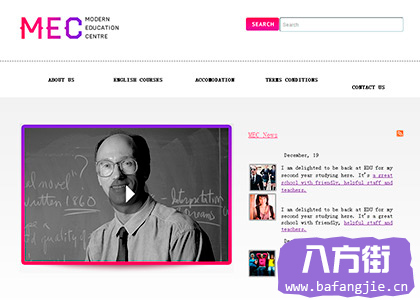 MEC MODERN
EDUCATION
CENTRE
SEARCH
Search
ABOUT US
ENGLISH COURSES
ACCOMODATION
TERMS CONDITIONS
CONTACT US
MEC News
December, 19
I am delighted to be back at EDU for my
second year studying here. It's a great
school with friendly, helpful staff and
teachers.
I am delighted to be back at EDU for my
second year studying here. It's a great
school with friendly, helpful staff and
teachers.
八方街
www.bafangjie.cn